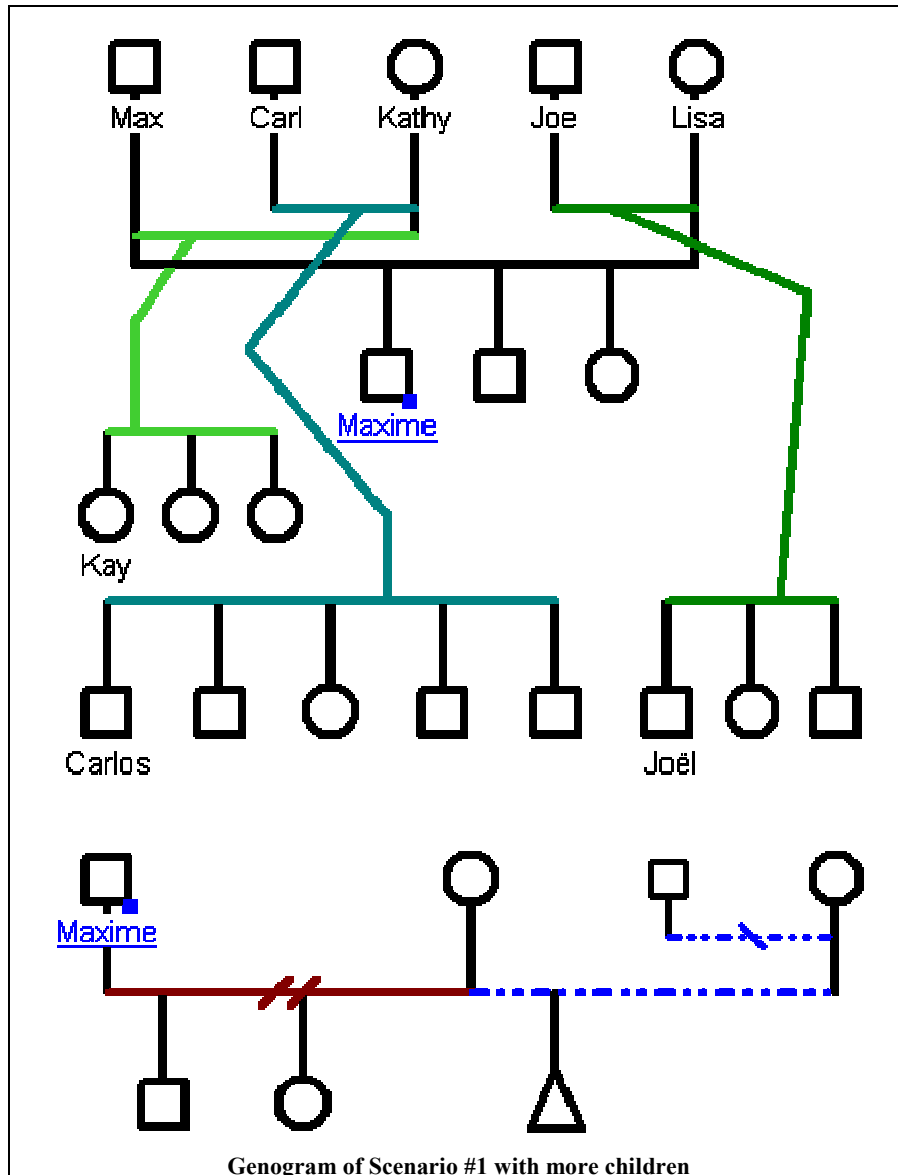 Max Carl Kathy Joe Lisa
Maxime
Kay
Carlos Joël
Maxime
Genogram of Scenario #1 with more children